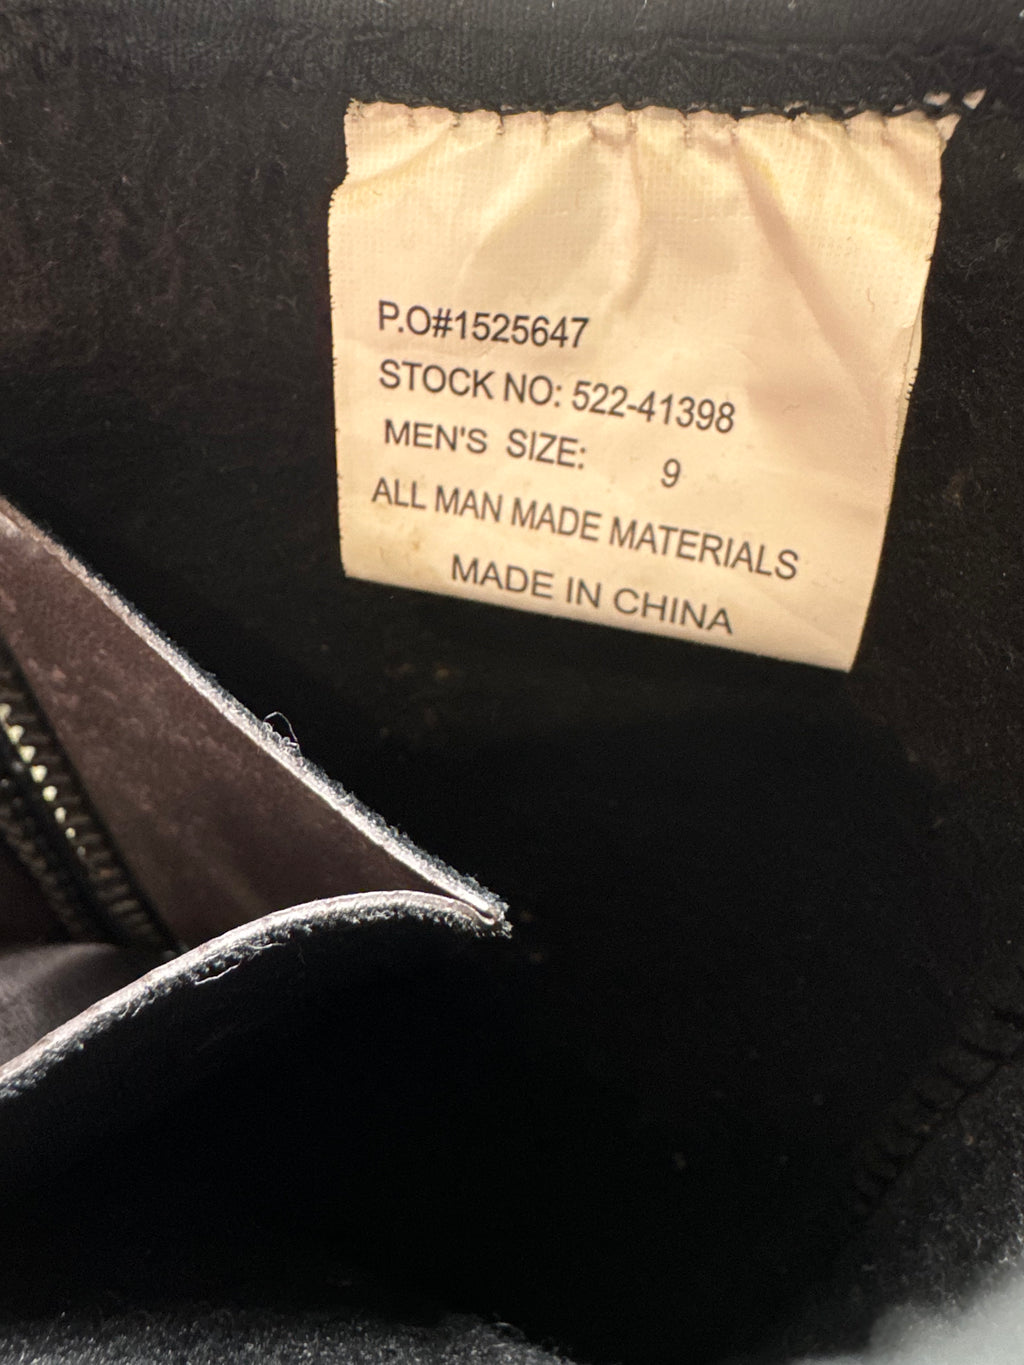 P.O#1525647
STOCK NO: 522-41398
MEN'S SIZE: 9
ALL MAN MADE MATERIALS
MADE IN CHINA